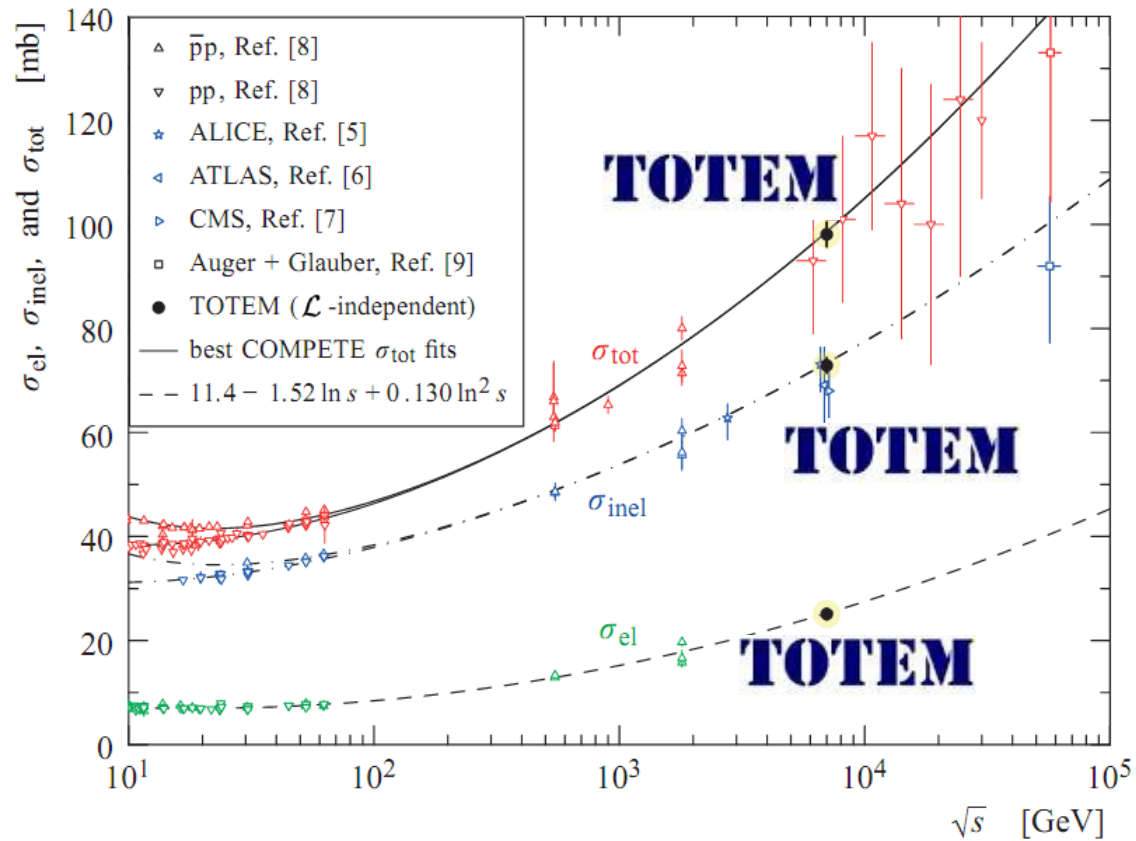 σel, σinel, and σtot [mb]
140
120
100
80
60
40
20
0
p̄p, Ref. [8]
pp, Ref. [8]
ALICE, Ref. [5]
ATLAS, Ref. [6]
CMS, Ref. [7]
Auger + Glauber, Ref. [9]
TOTEM (ℒ -independent)
best COMPETE σtot fits
11.4 − 1.52 ln s + 0.130 ln² s
TOTEM
σtot
TOTEM
σinel
σel
TOTEM
10¹ 10² 10³ 10⁴ 10⁵
√s [GeV]